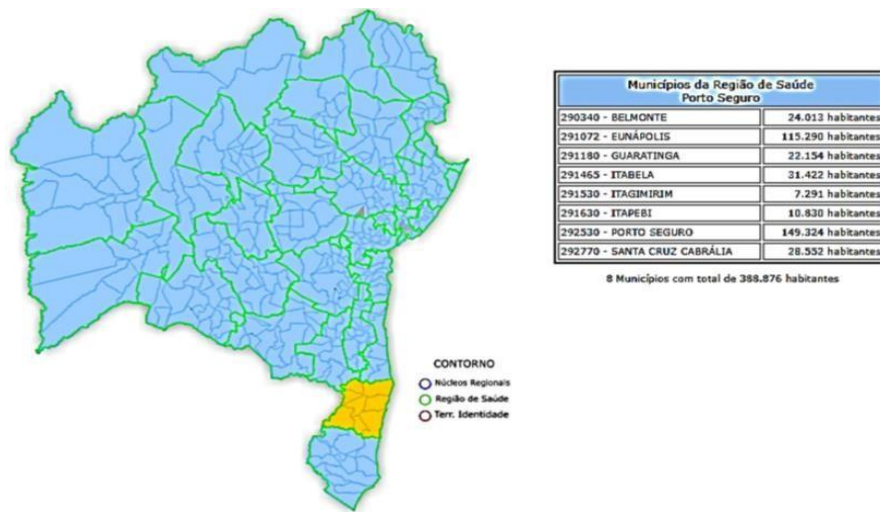 Municípios da Região de Saúde
Porto Seguro
290340 - BELMONTE 24.013 habitantes
291072 - EUNÁPOLIS 115.290 habitantes
291180 - GUARATINGA 22.154 habitantes
291465 - ITABELA 31.422 habitantes
291530 - ITAGIMIRIM 7.291 habitantes
291630 - ITAPEBI 10.830 habitantes
292530 - PORTO SEGURO 149.324 habitantes
292770 - SANTA CRUZ CABRÁLIA 28.552 habitantes
8 Municípios com total de 388.876 habitantes
CONTORNO
Núcleos Regionais
Região de Saúde
Terr. Identidade